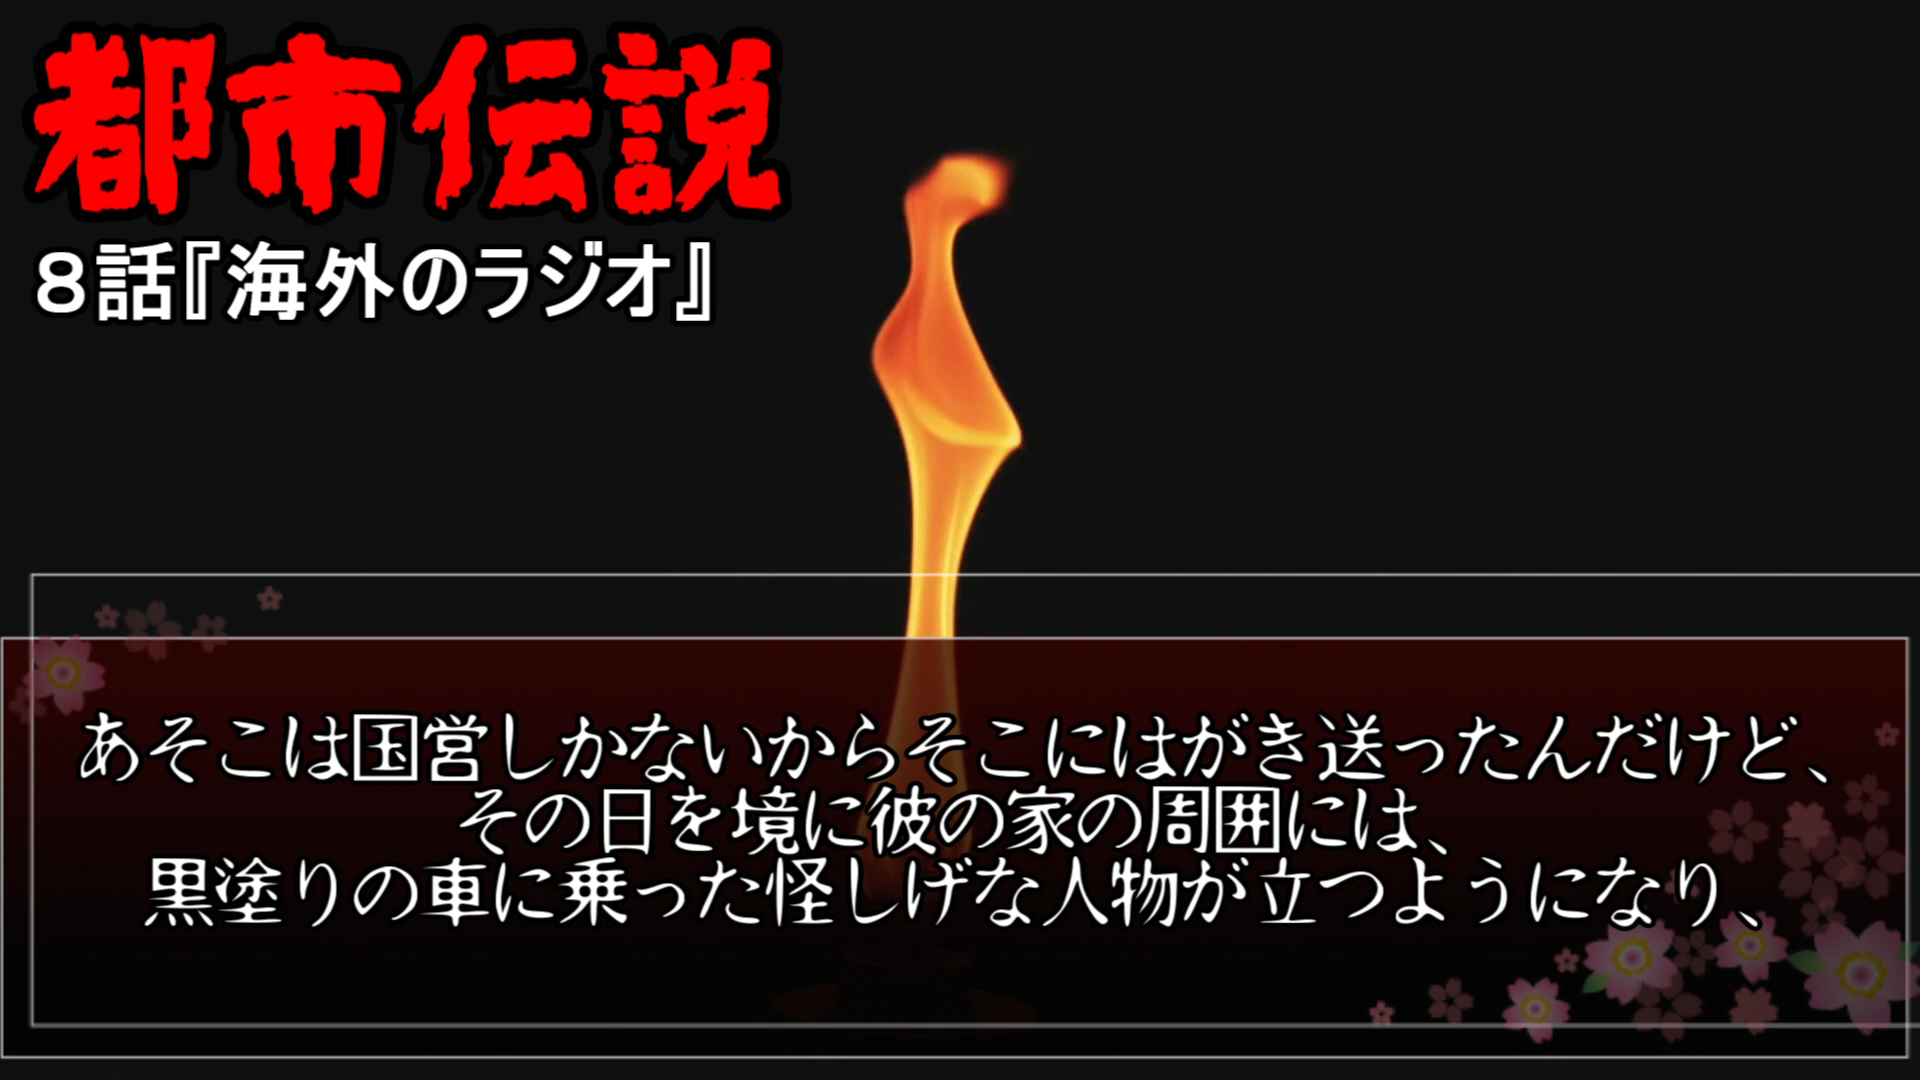 都市伝説
8話『海外のラジオ』
あそこは国営しかないからそこにはがき送ったんだけど、
その日を境に彼の家の周囲には、
黒塗りの車に乗った怪しげな人物が立つようになり、